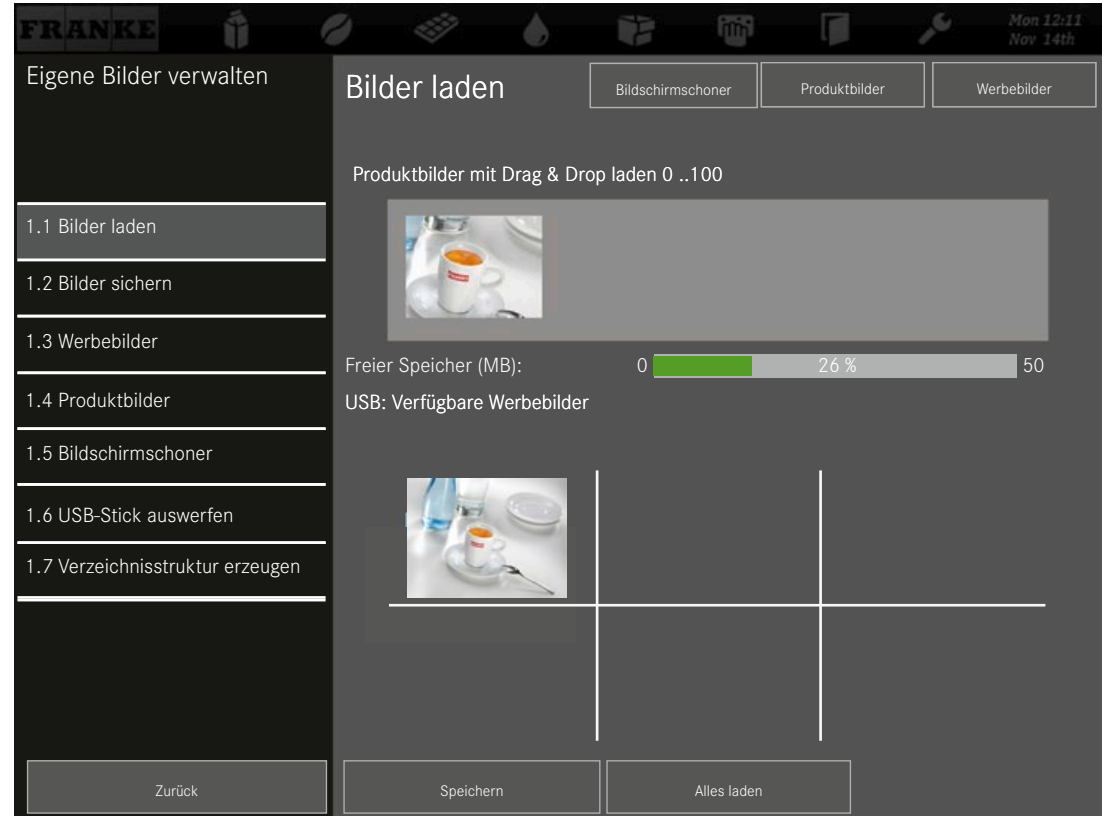 FRANKE
Mon 12:11
Nov 14th
Eigene Bilder verwalten
1.1 Bilder laden
1.2 Bilder sichern
1.3 Werbebilder
1.4 Produktbilder
1.5 Bildschirmschoner
1.6 USB-Stick auswerfen
1.7 Verzeichnisstruktur erzeugen
Zurück
Bilder laden
Bildschirmschoner
Produktbilder
Werbebilder
Produktbilder mit Drag & Drop laden 0 ..100
Freier Speicher (MB): 0 26 % 50
USB: Verfügbare Werbebilder
Speichern
Alles laden